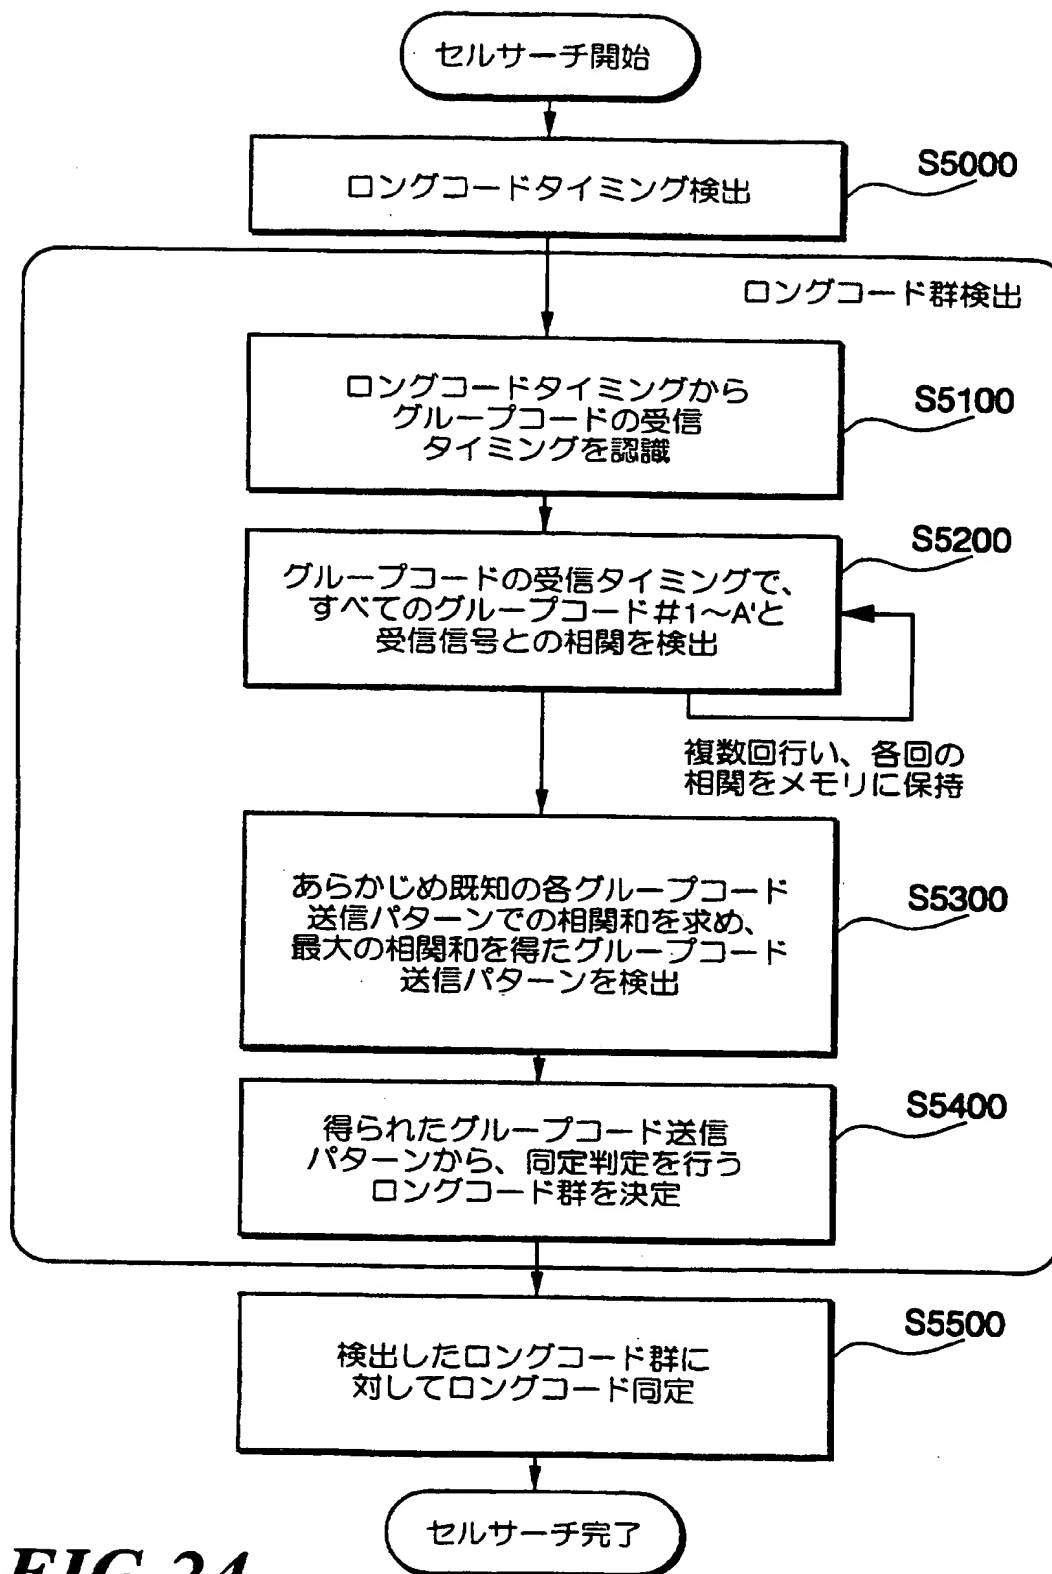 セルサーチ開始
ロングコードタイミング検出
S5000
ロングコード群検出
ロングコードタイミングから
グループコードの受信
タイミングを認識
S5100
グループコードの受信タイミングで、
すべてのグループコード#1〜A'と
受信信号との相関を検出
S5200
複数回行い、各回の
相関をメモリに保持
あらかじめ既知の各グループコード
送信パターンでの相関和を求め、
最大の相関和を得たグループコード
送信パターンを検出
S5300
得られたグループコード送信
パターンから、同定判定を行う
ロングコード群を決定
S5400
検出したロングコード群に
対してロングコード同定
S5500
セルサーチ完了
FIG.24